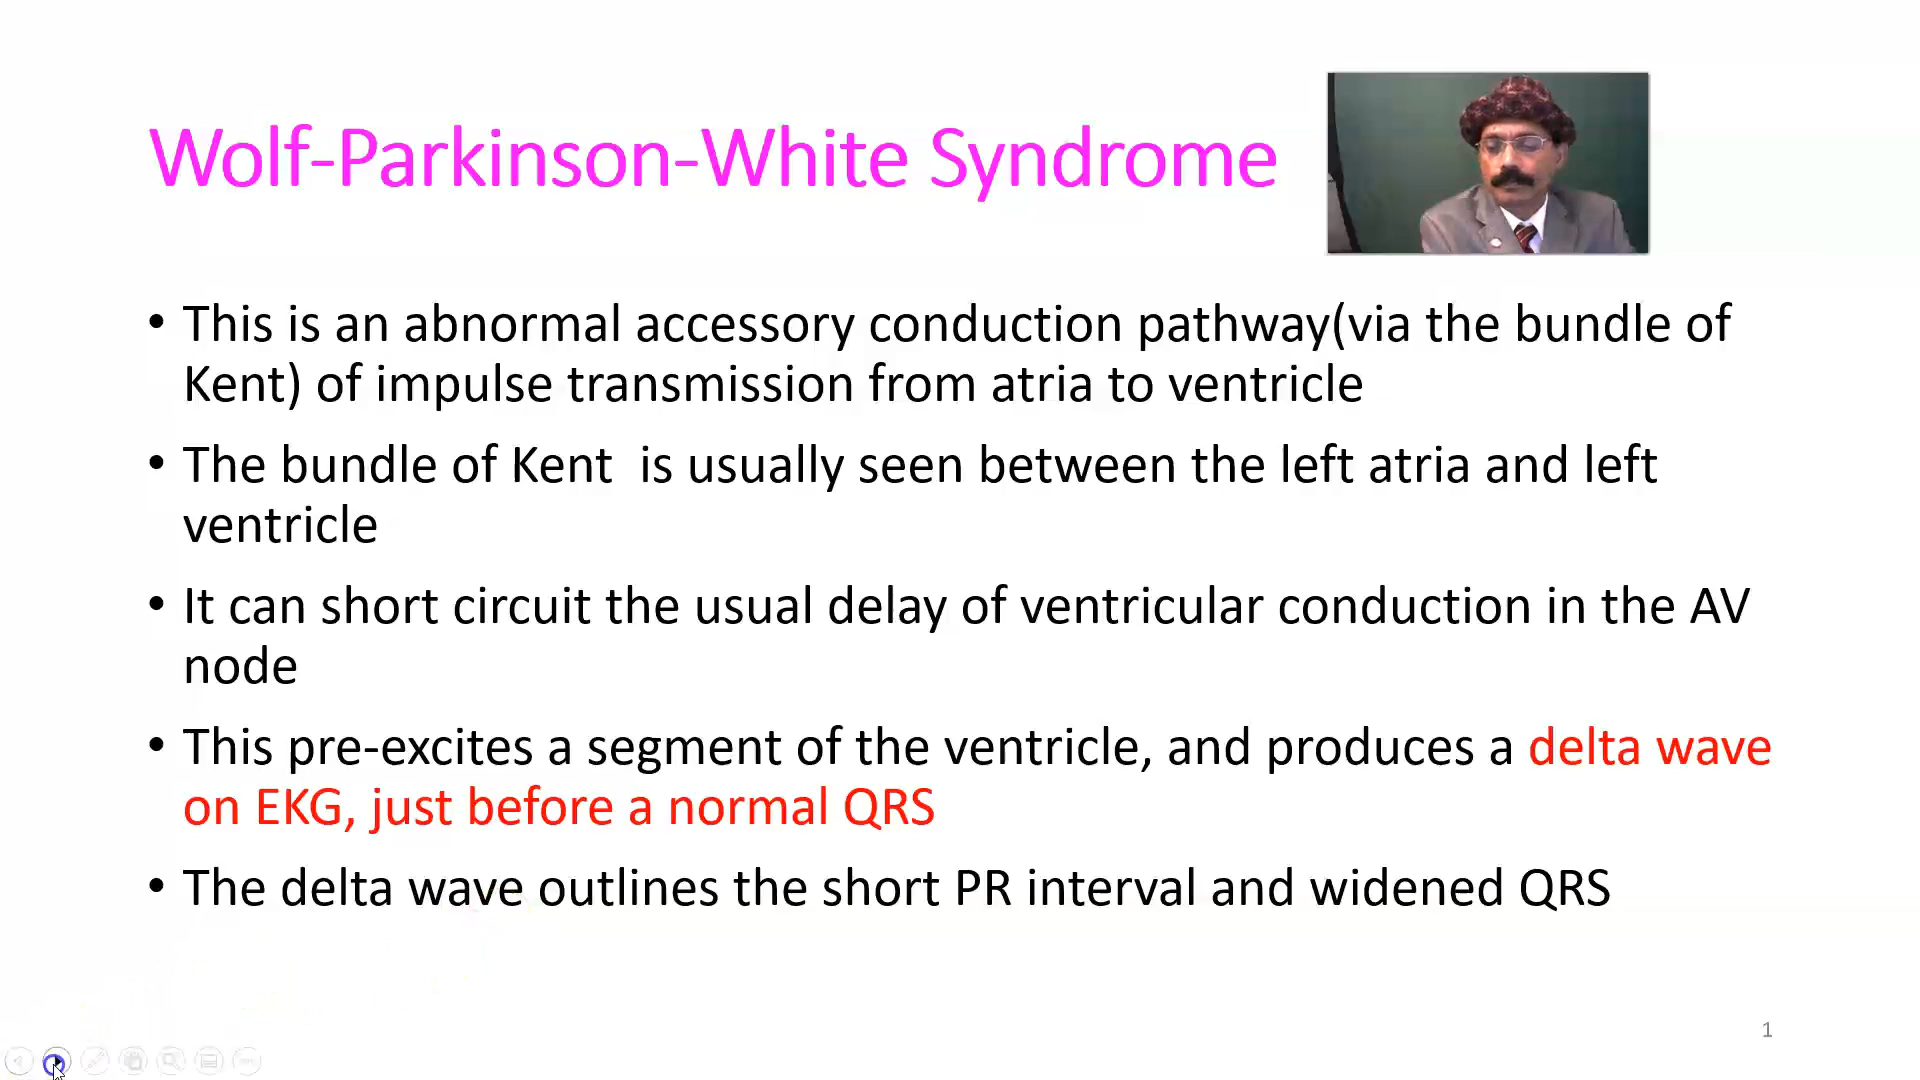 Wolf-Parkinson-White Syndrome
• This is an abnormal accessory conduction pathway(via the bundle of
Kent) of impulse transmission from atria to ventricle
• The bundle of Kent  is usually seen between the left atria and left
ventricle
• It can short circuit the usual delay of ventricular conduction in the AV
node
• This pre-excites a segment of the ventricle, and produces a delta wave
on EKG, just before a normal QRS
• The delta wave outlines the short PR interval and widened QRS
1